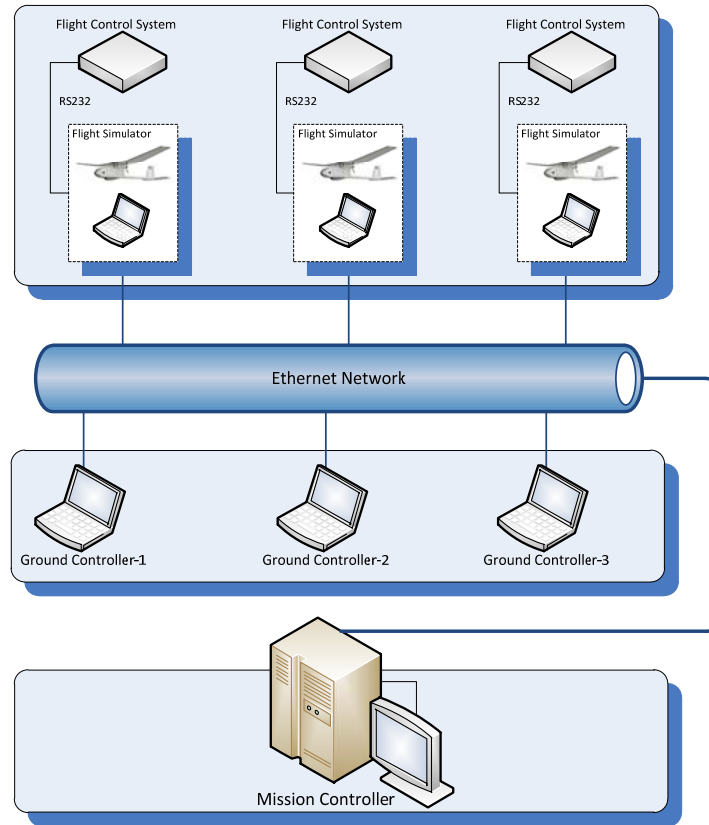 Flight Control System
Flight Control System
Flight Control System
RS232
RS232
RS232
Flight Simulator
Flight Simulator
Flight Simulator
Ethernet Network
Ground Controller-1
Ground Controller-2
Ground Controller-3
Mission Controller